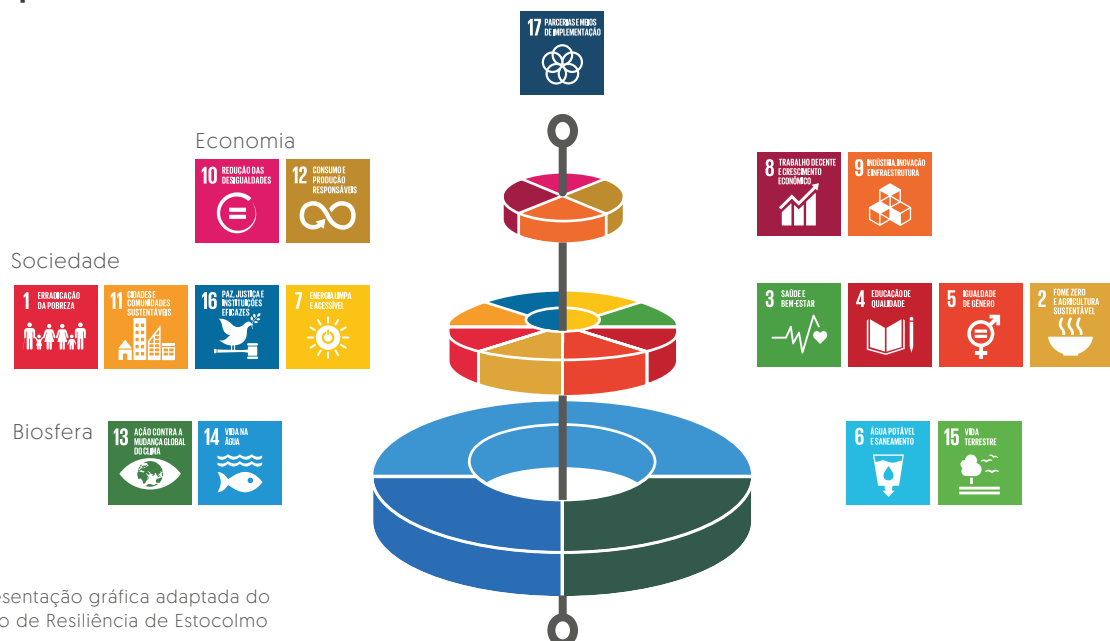 17 PARCERIAS E MEIOS
DE IMPLEMENTAÇÃO
Economia
10 REDUÇÃO DAS
DESIGUALDADES
12 CONSUMO E
PRODUÇÃO
RESPONSÁVEIS
8 TRABALHO DECENTE
E CRESCIMENTO
ECONÔMICO
9 INDÚSTRIA, INOVAÇÃO
E INFRAESTRUTURA
Sociedade
1 ERRADICAÇÃO
DA POBREZA
11 CIDADES E
COMUNIDADES
SUSTENTÁVEIS
16 PAZ, JUSTIÇA E
INSTITUIÇÕES
EFICAZES
7 ENERGIA LIMPA
E ACESSÍVEL
3 SAÚDE E
BEM-ESTAR
4 EDUCAÇÃO DE
QUALIDADE
5 IGUALDADE
DE GÊNERO
2 FOME ZERO
E AGRICULTURA
SUSTENTÁVEL
Biosfera
13 AÇÃO CONTRA A
MUDANÇA GLOBAL
DO CLIMA
14 VIDA NA
ÁGUA
6 ÁGUA POTÁVEL
E SANEAMENTO
15 VIDA
TERRESTRE
esentação gráfica adaptada do
o de Resiliência de Estocolmo